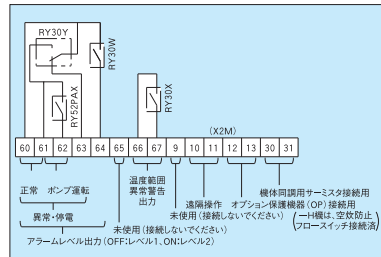 RY30Y
RY30W
RY52PAX
RY30X
(X2M)
60 61 62 63 64 65 66 67 9 10 11 12 13 30 31
正常 ポンプ運転
異常・停電
アラームレベル出力(OFF:レベル1、ON:レベル2)
未使用(接続しないでください)
温度範囲
異常警告
出力
未使用(接続しないでください)
遠隔操作
オプション保護機器(OP)接続用
(－H機は、空炊防止
フロースイッチ接続済)
機体同調用サーミスタ接続用